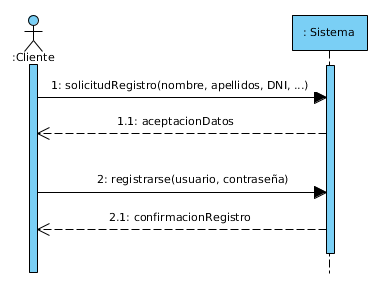 : Sistema
:Cliente
1: solicitudRegistro(nombre, apellidos, DNI, ...)
1.1: aceptacionDatos
2: registrarse(usuario, contraseña)
2.1: confirmacionRegistro